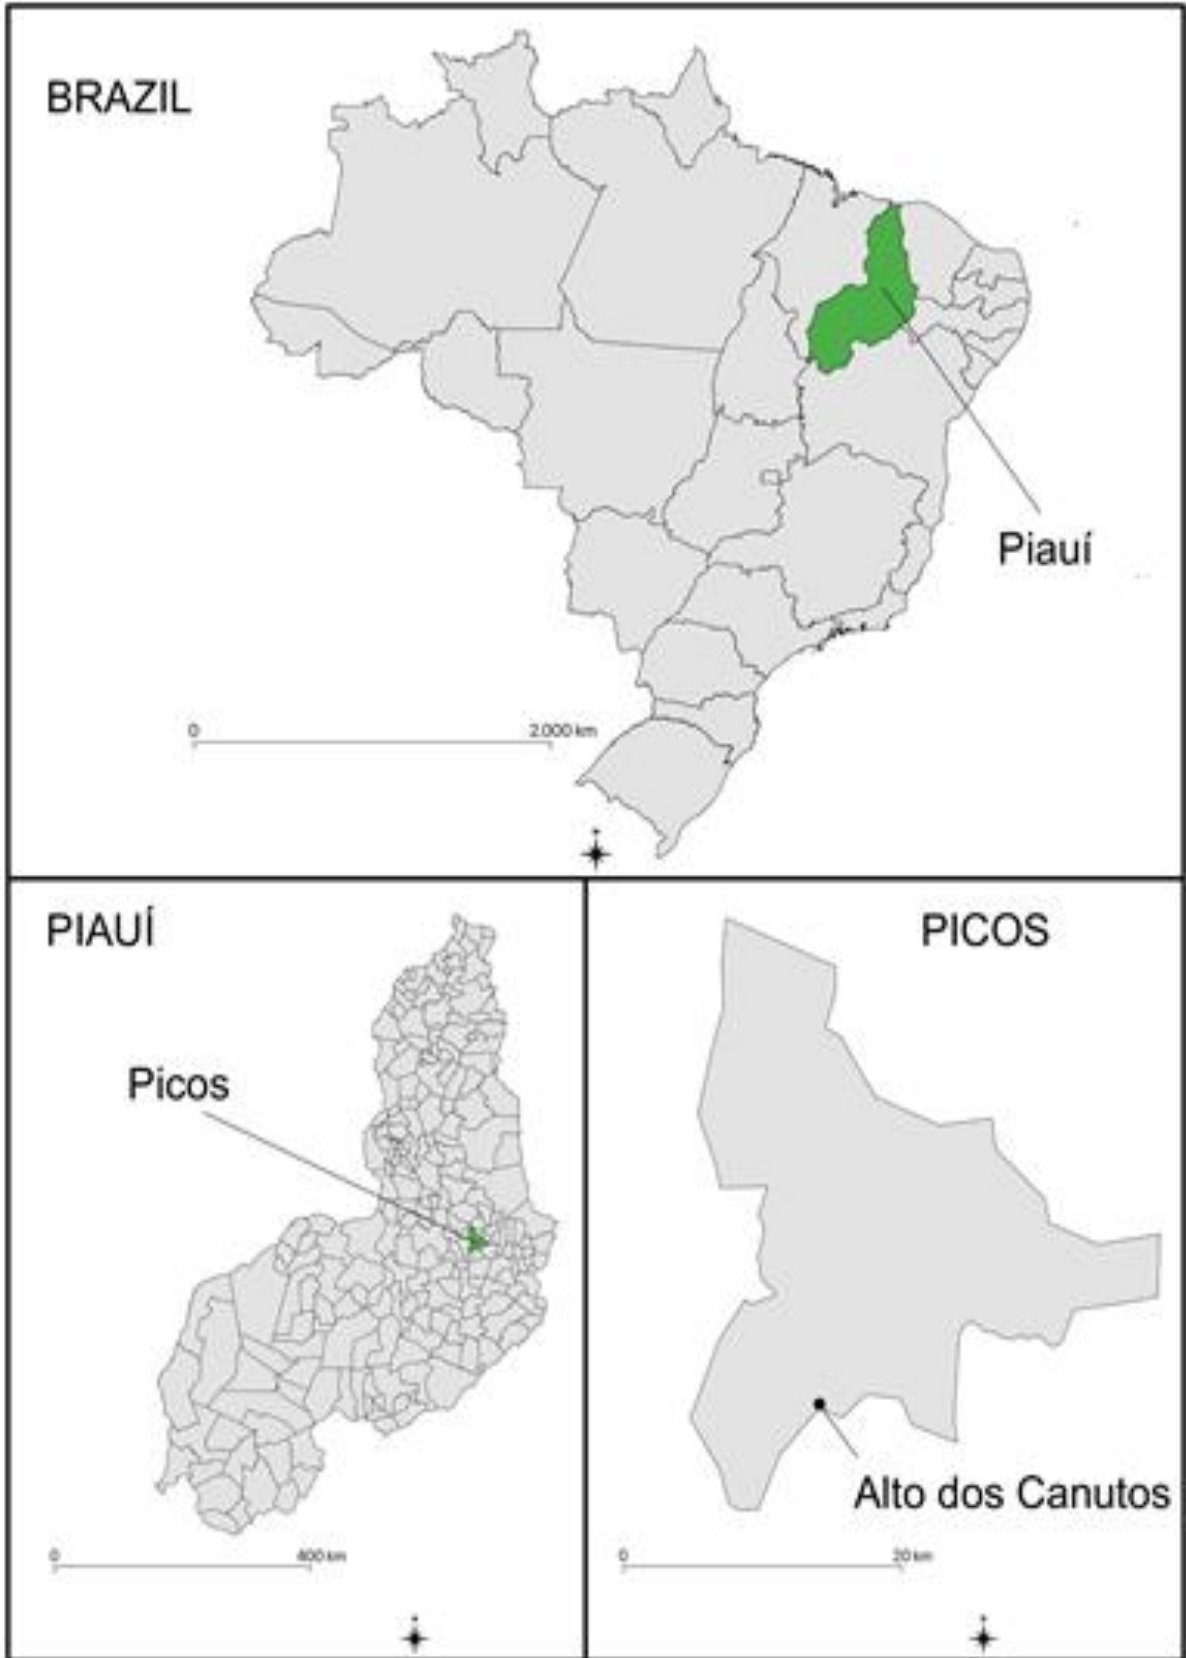 BRAZIL
Piauí
0 2.000 km
PIAUÍ
Picos
0 400 km
PICOS
Alto dos Canutos
0 20 km